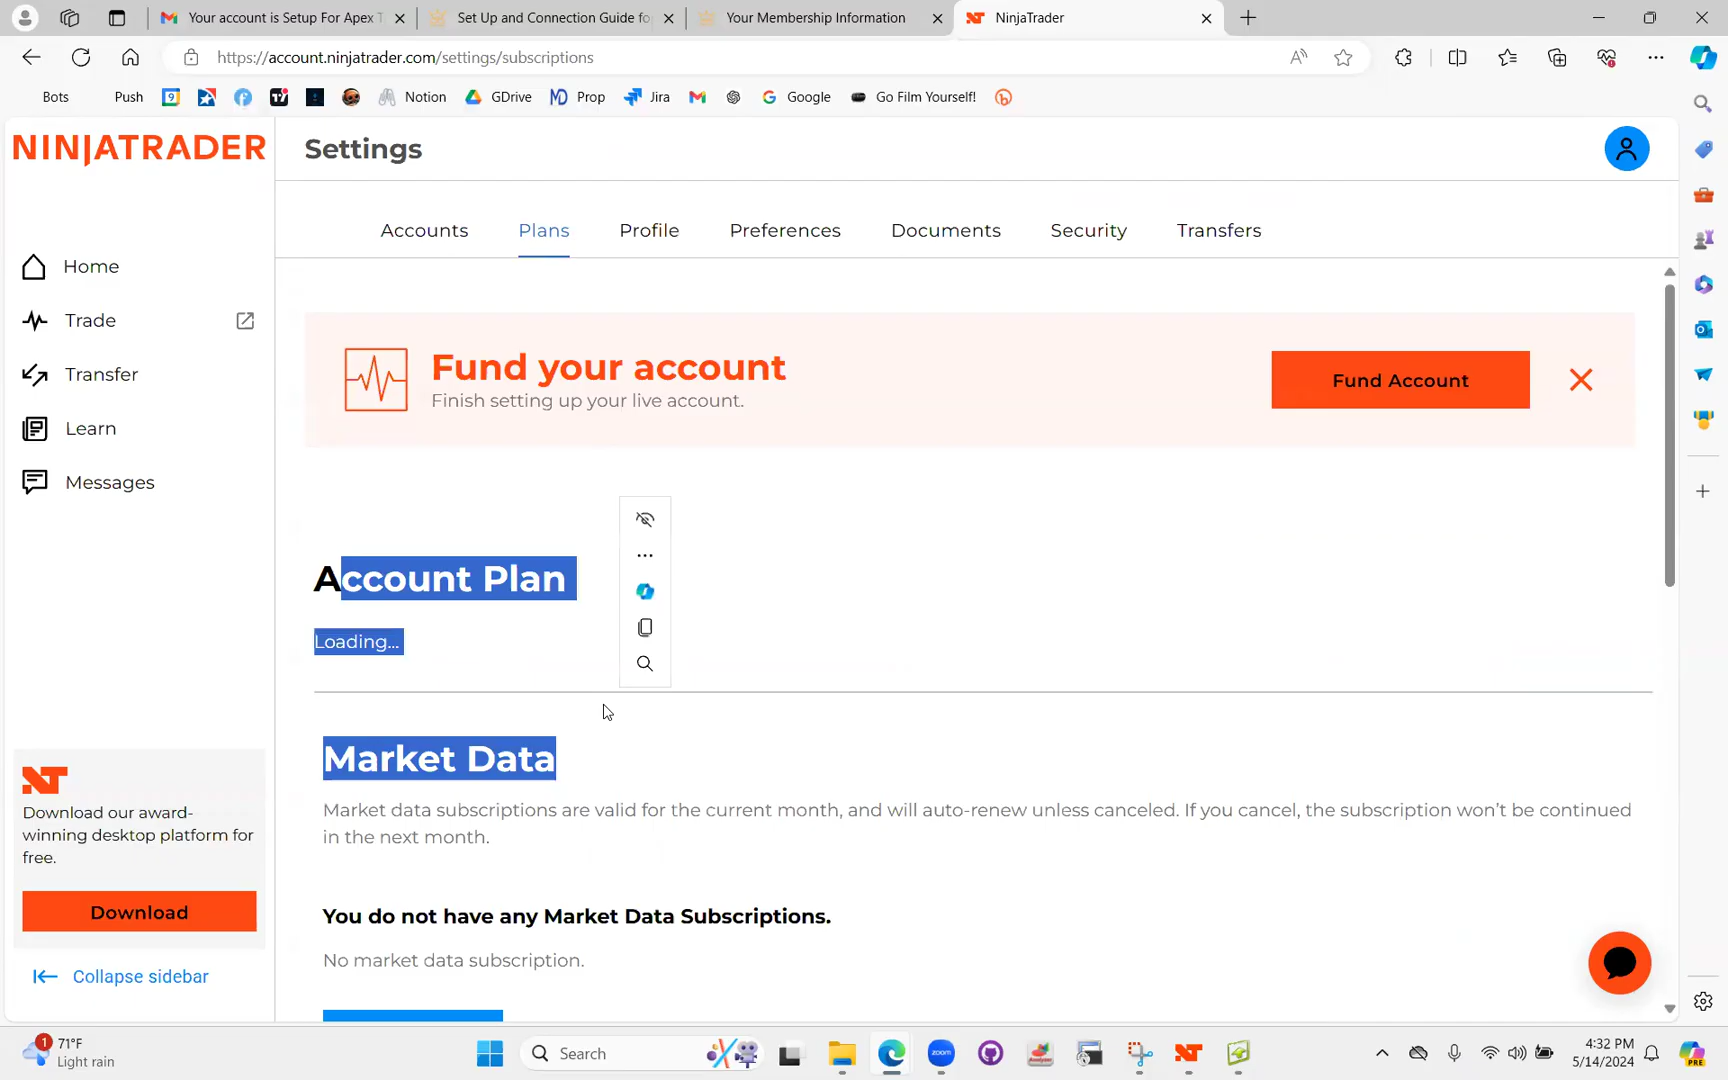 Your account is Setup For Apex T
Set Up and Connection Guide fo
Your Membership Information
NinjaTrader
https://account.ninjatrader.com/settings/subscriptions
Bots
Push
Notion
GDrive
Prop
Jira
Google
Go Film Yourself!
NINJATRADER
Settings
Accounts
Plans
Profile
Preferences
Documents
Security
Transfers
Home
Trade
Transfer
Learn
Messages
Fund your account
Finish setting up your live account.
Fund Account
Account Plan
Loading...
Market Data
Market data subscriptions are valid for the current month, and will auto-renew unless canceled. If you cancel, the subscription won't be continued
in the next month.
You do not have any Market Data Subscriptions.
No market data subscription.
NT
Download our award-
winning desktop platform for
free.
Download
Collapse sidebar
1
71°F
Light rain
Search
zoom
4:32 PM
5/14/2024
PRE